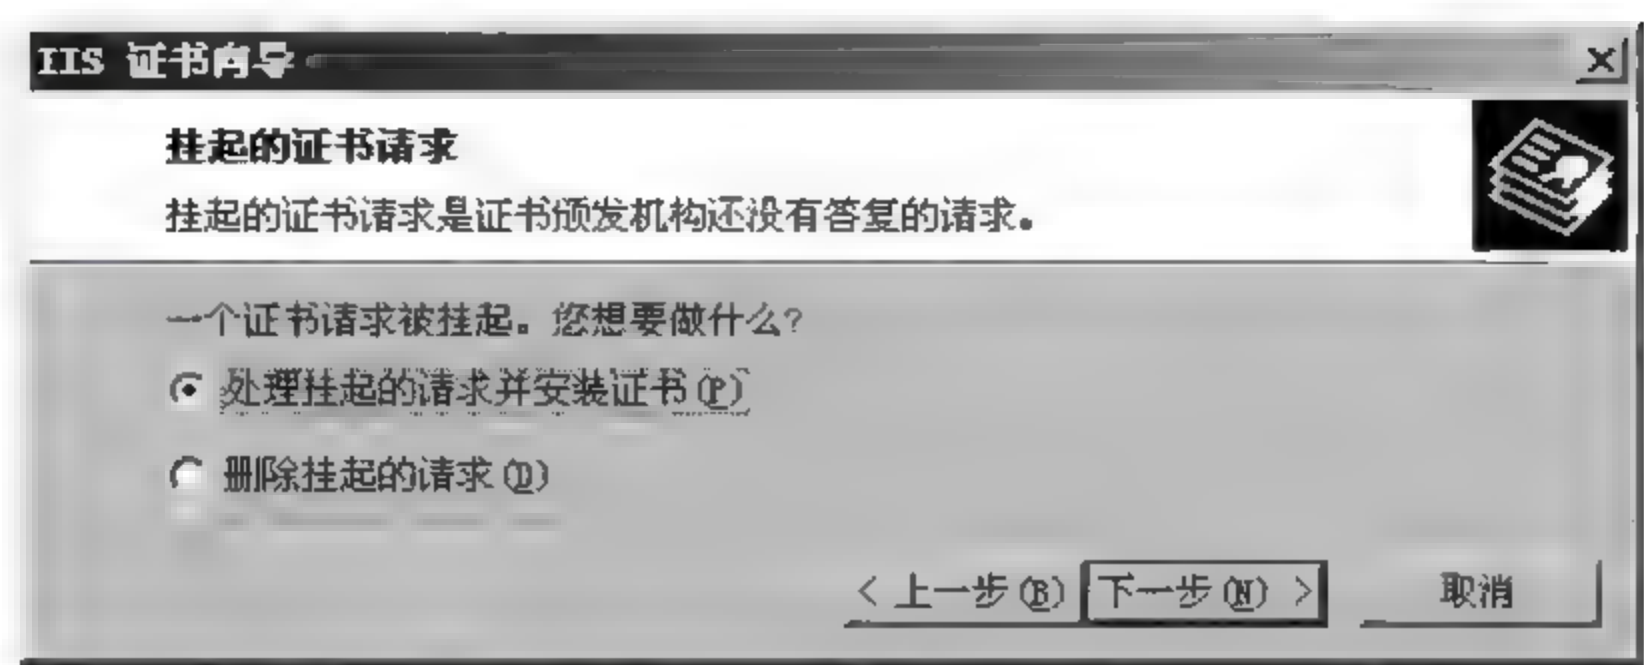 IIS 证书向导
挂起的证书请求
挂起的证书请求是证书颁发机构还没有答复的请求。
一个证书请求被挂起。您想要做什么?
处理挂起的请求并安装证书(P)
删除挂起的请求(D)
< 上一步(B) 下一步(N) > 取消